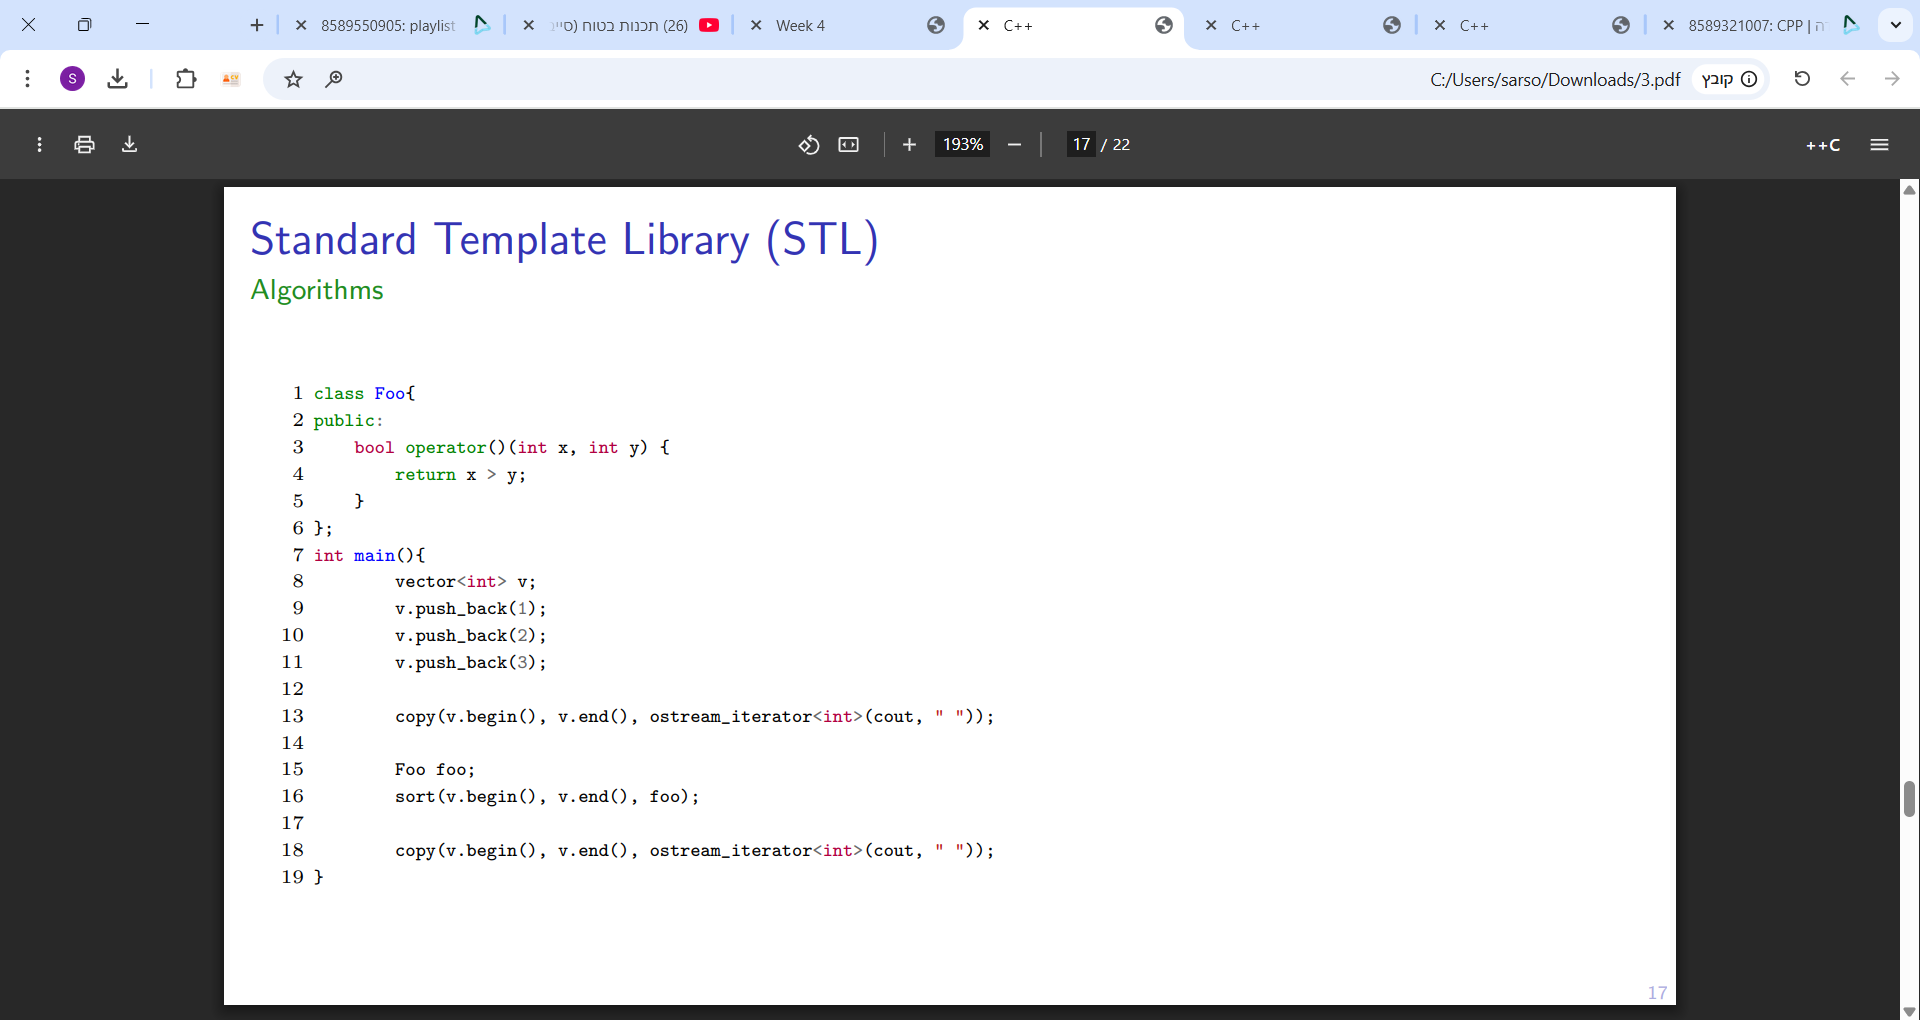 8589550905: playlist
(26) תכנות בטוח (סייב
Week 4
C++
C++
C++
8589321007: CPP |
S
C:/Users/sarso/Downloads/3.pdf
קובץ
193%
17 / 22
++C
Standard Template Library (STL)
Algorithms
1 class Foo{
2 public:
3 bool operator()(int x, int y) {
4 return x > y;
5 }
6 };
7 int main(){
8 vector<int> v;
9 v.push_back(1);
10 v.push_back(2);
11 v.push_back(3);
12
13 copy(v.begin(), v.end(), ostream_iterator<int>(cout, " "));
14
15 Foo foo;
16 sort(v.begin(), v.end(), foo);
17
18 copy(v.begin(), v.end(), ostream_iterator<int>(cout, " "));
19 }
17